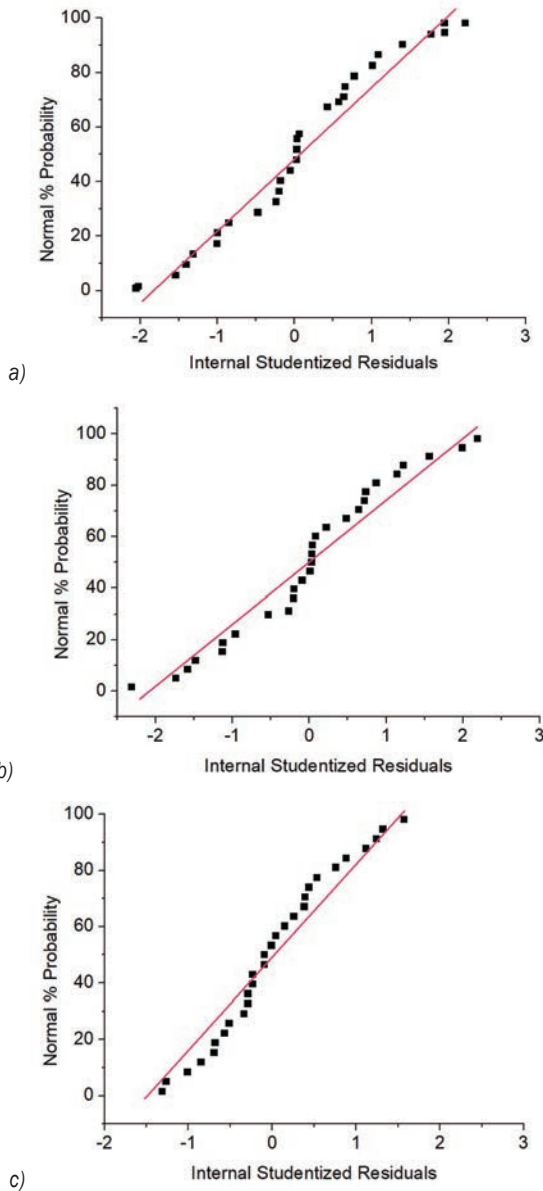 100
80
60
40
20
0
Normal % Probability
-2 -1 0 1 2 3
Internal Studentized Residuals
a)
100
80
60
40
20
0
Normal % Probability
-2 -1 0 1 2 3
Internal Studentized Residuals
b)
100
80
60
40
20
0
Normal % Probability
-2 -1 0 1 2 3
Internal Studentized Residuals
c)